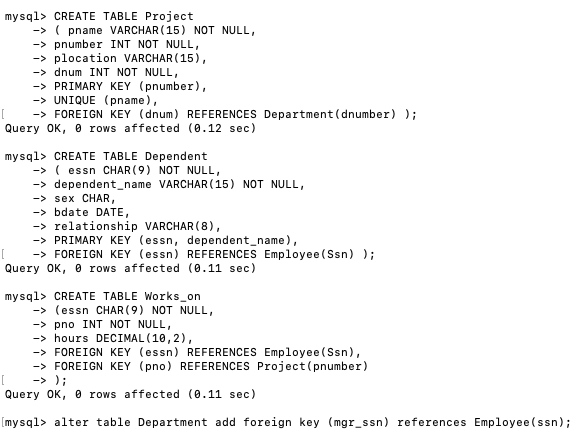 mysql> CREATE TABLE Project
    -> ( pname VARCHAR(15) NOT NULL,
    -> pnumber INT NOT NULL,
    -> plocation VARCHAR(15),
    -> dnum INT NOT NULL,
    -> PRIMARY KEY (pnumber),
    -> UNIQUE (pname),
[    -> FOREIGN KEY (dnum) REFERENCES Department(dnumber) );
Query OK, 0 rows affected (0.12 sec)

mysql> CREATE TABLE Dependent
    -> ( essn CHAR(9) NOT NULL,
    -> dependent_name VARCHAR(15) NOT NULL,
    -> sex CHAR,
    -> bdate DATE,
    -> relationship VARCHAR(8),
    -> PRIMARY KEY (essn, dependent_name),
[    -> FOREIGN KEY (essn) REFERENCES Employee(Ssn) );
Query OK, 0 rows affected (0.11 sec)

mysql> CREATE TABLE Works_on
    -> (essn CHAR(9) NOT NULL,
    -> pno INT NOT NULL,
    -> hours DECIMAL(10,2),
    -> FOREIGN KEY (essn) REFERENCES Employee(Ssn),
    -> FOREIGN KEY (pno) REFERENCES Project(pnumber)
[    -> );
Query OK, 0 rows affected (0.11 sec)

[mysql> alter table Department add foreign key (mgr_ssn) references Employee(ssn);